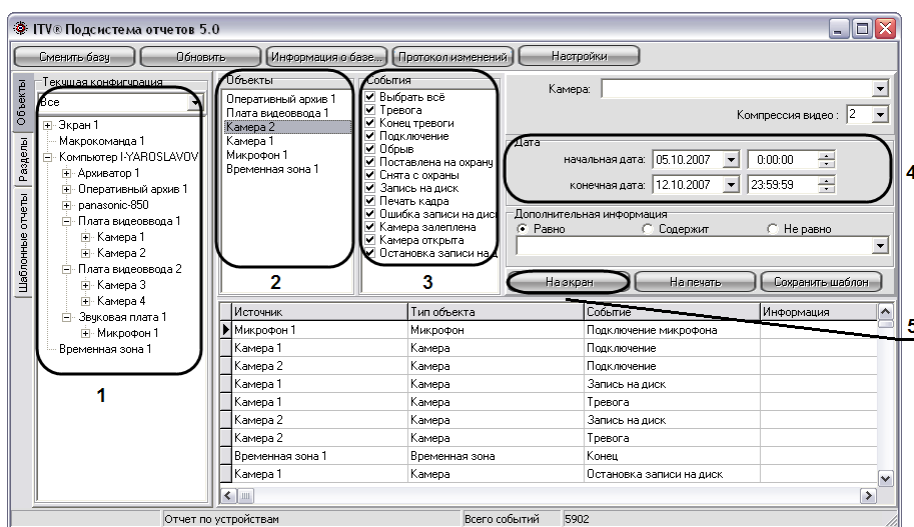 ITV® Подсистема отчетов 5.0
Сменить базу Обновить Информация о базе... Протокол изменений Настройки
Объекты
Разделы
Шаблонные отчеты
Текущая конфигурация
Все
Экран 1
Макрокоманда 1
Компьютер I-YAROSLAVOV
Архиватор 1
Оперативный архив 1
panasonic-850
Плата видеоввода 1
Камера 1
Камера 2
Плата видеоввода 2
Камера 3
Камера 4
Звуковая плата 1
Микрофон 1
Временная зона 1
1
Объекты
Оперативный архив 1
Плата видеоввода 1
Камера 2
Камера 1
Микрофон 1
Временная зона 1
2
События
Выбрать всё
Тревога
Конец тревоги
Подключение
Обрыв
Поставлена на охрану
Снята с охраны
Запись на диск
Печать кадра
Ошибка записи на дис
Камера залеплена
Камера открыта
Остановка записи на д
3
Камера:
Компрессия видео: 2
Дата
начальная дата: 05.10.2007 0:00:00
конечная дата: 12.10.2007 23:59:59
4
Дополнительная информация
Равно Содержит Не равно
На экран На печать Сохранить шаблон
5
Источник Тип объекта Событие Информация
Микрофон 1 Микрофон Подключение микрофона
Камера 1 Камера Подключение
Камера 2 Камера Подключение
Камера 1 Камера Запись на диск
Камера 1 Камера Тревога
Камера 2 Камера Запись на диск
Камера 2 Камера Тревога
Временная зона 1 Временная зона Конец
Камера 1 Камера Остановка записи на диск
Отчет по устройствам Всего событий 5902